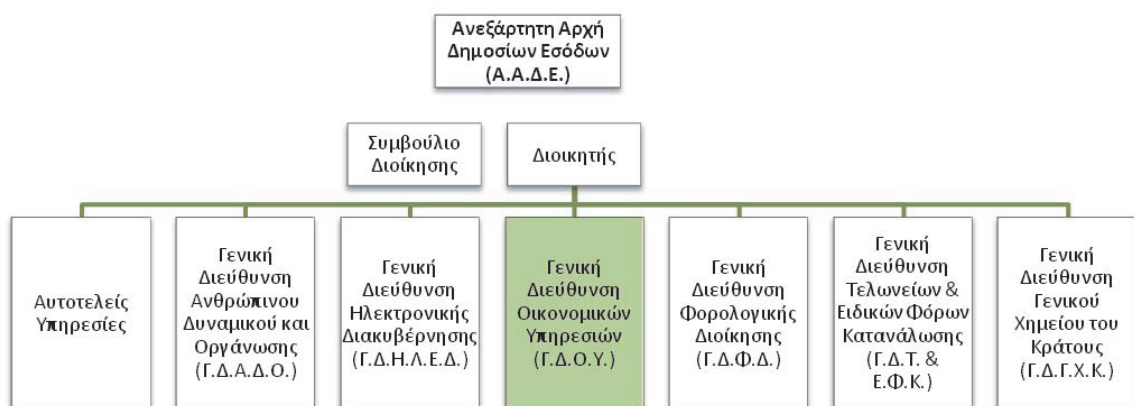 Ανεξάρτητη Αρχή
Δημοσίων Εσόδων
(Α.Α.Δ.Ε.)
Συμβούλιο
Διοίκησης
Διοικητής
Αυτοτελείς
Υπηρεσίες
Γενική
Διεύθυνση
Ανθρώπινου
Δυναμικού και
Οργάνωσης
(Γ.Δ.Α.Δ.Ο.)
Γενική
Διεύθυνση
Ηλεκτρονικής
Διακυβέρνησης
(Γ.Δ.Η.Λ.Ε.Δ.)
Γενική
Διεύθυνση
Οικονομικών
Υπηρεσιών
(Γ.Δ.Ο.Υ.)
Γενική
Διεύθυνση
Φορολογικής
Διοίκησης
(Γ.Δ.Φ.Δ.)
Γενική
Διεύθυνση
Τελωνείων &
Ειδικών Φόρων
Κατανάλωσης
(Γ.Δ.Τ. &
Ε.Φ.Κ.)
Γενική
Διεύθυνση
Γενικού
Χημείου του
Κράτους
(Γ.Δ.Γ.Χ.Κ.)